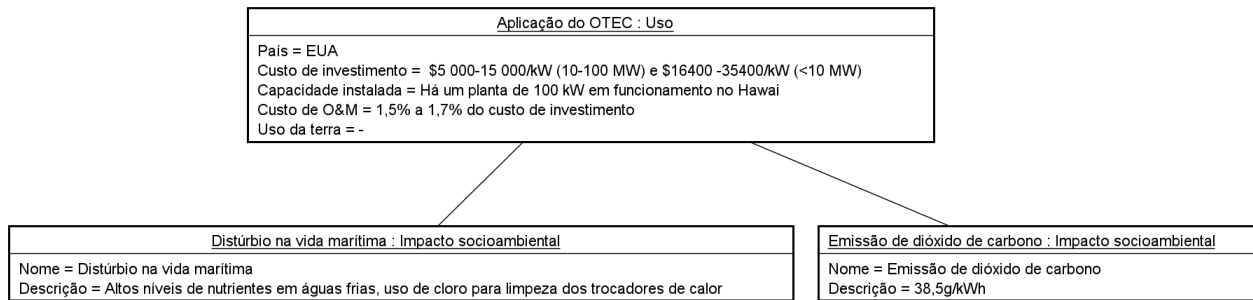 Aplicação do OTEC : Uso
País = EUA
Custo de investimento =  $5 000-15 000/kW (10-100 MW) e $16400 -35400/kW (<10 MW)
Capacidade instalada = Há um planta de 100 kW em funcionamento no Hawai
Custo de O&M = 1,5% a 1,7% do custo de investimento
Uso da terra = -
Distúrbio na vida marítima : Impacto socioambiental
Nome = Distúrbio na vida marítima
Descrição = Altos níveis de nutrientes em águas frias, uso de cloro para limpeza dos trocadores de calor
Emissão de dióxido de carbono : Impacto socioambiental
Nome = Emissão de dióxido de carbono
Descrição = 38,5g/kWh